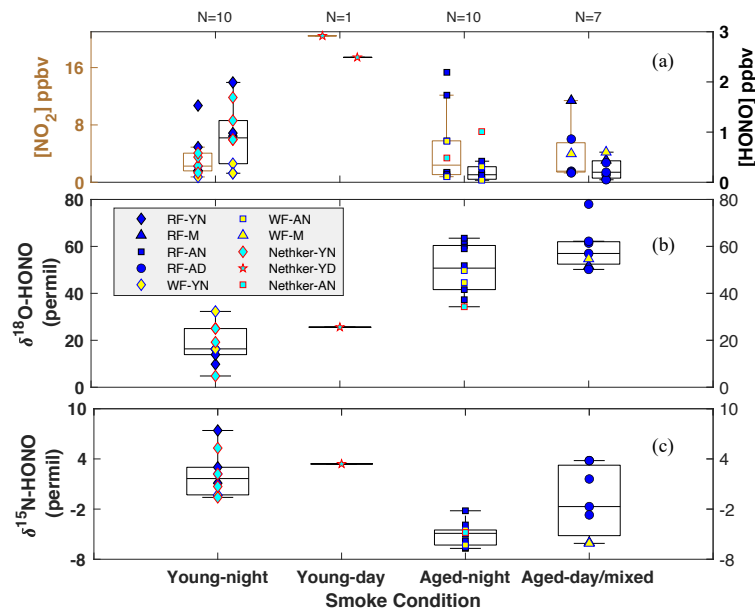 N=10 N=1 N=10 N=7
16
8
0
[NO2] ppbv
3
2
1
0
[HONO] ppbv
(a)
80
60
40
20
0
δ18O-HONO
(permil)
80
60
40
20
0
(b)
RF-YN
RF-M
RF-AN
RF-AD
WF-YN
WF-AN
WF-M
Nethker-YN
Nethker-YD
Nethker-AN
10
4
-2
-8
δ15N-HONO
(permil)
10
4
-2
-8
(c)
Young-night Young-day Aged-night Aged-day/mixed
Smoke Condition